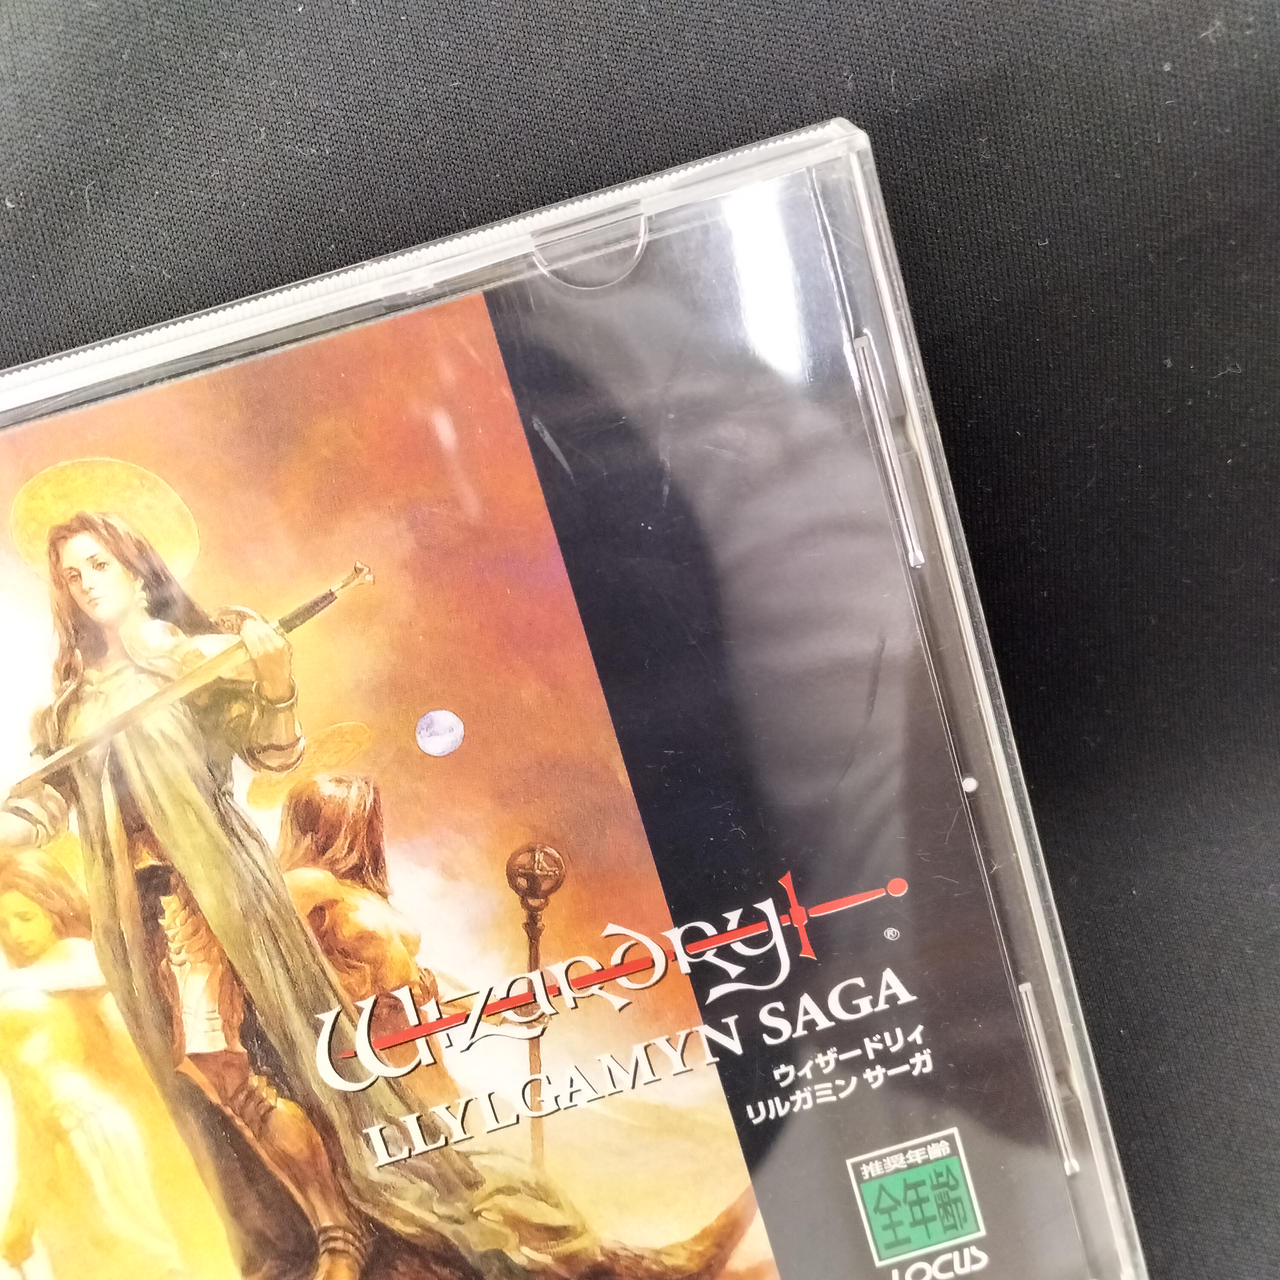 Wizardry
®
LLYLGAMYN SAGA
ウィザードリィ
リルガミン サーガ
推奨年齢
全年齢
LOCUS